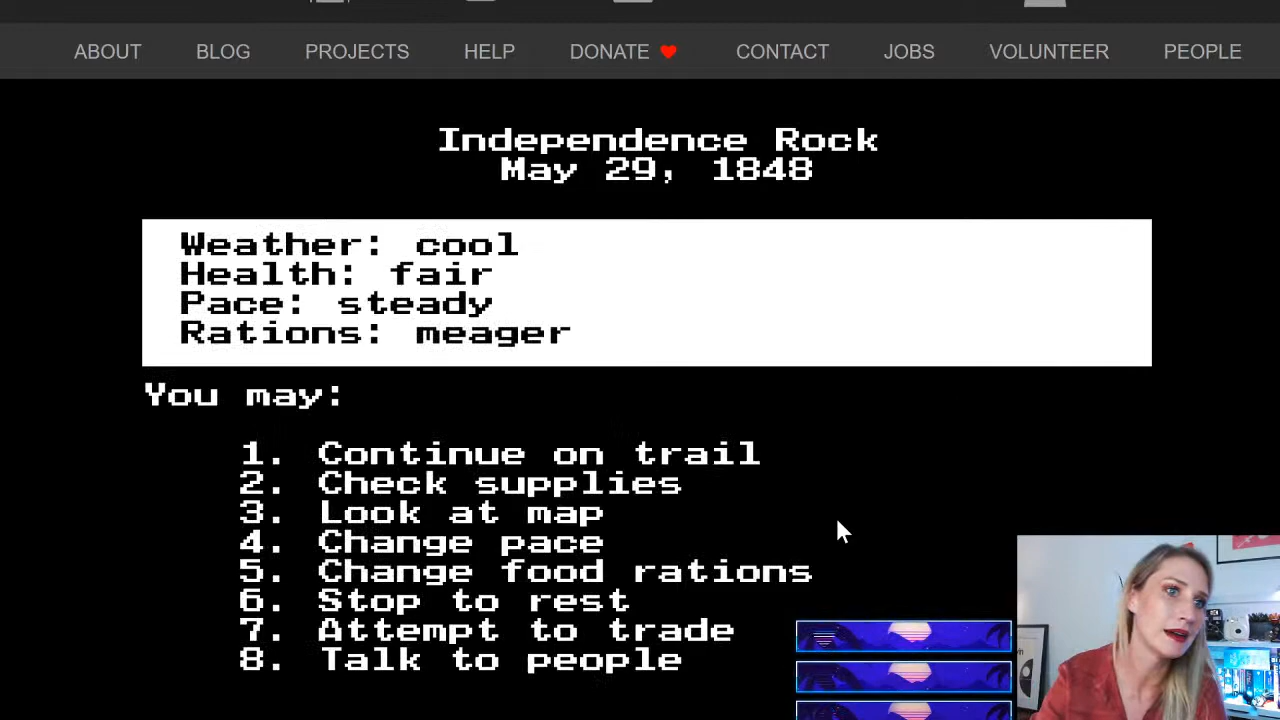 ABOUT BLOG PROJECTS HELP DONATE CONTACT JOBS VOLUNTEER PEOPLE
Independence Rock
May 29, 1848
Weather: cool
Health: fair
Pace: steady
Rations: meager
You may:
1. Continue on trail
2. Check supplies
3. Look at map
4. Change pace
5. Change food rations
6. Stop to rest
7. Attempt to trade
8. Talk to people